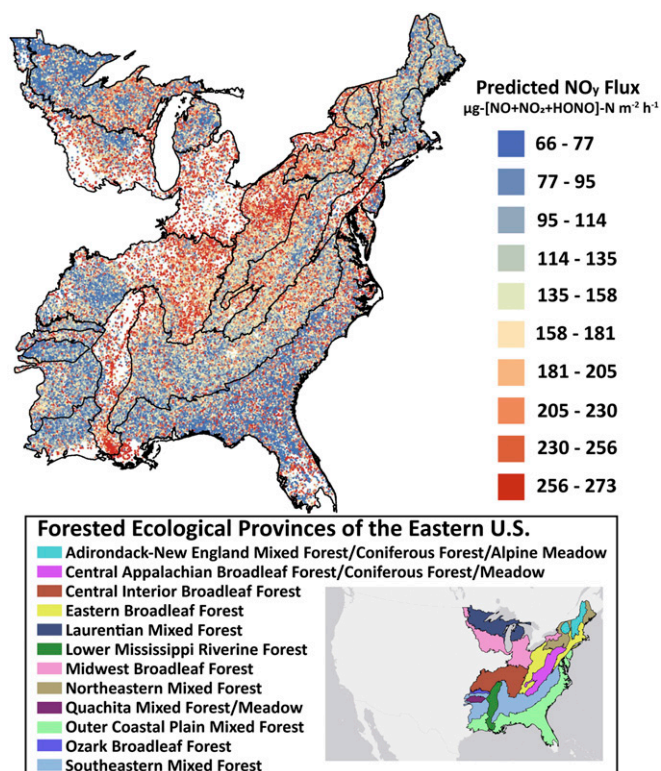 Predicted NOy Flux
µg-[NO+NO₂+HONO]-N m⁻² h⁻¹
66 - 77
77 - 95
95 - 114
114 - 135
135 - 158
158 - 181
181 - 205
205 - 230
230 - 256
256 - 273
Forested Ecological Provinces of the Eastern U.S.
Adirondack-New England Mixed Forest/Coniferous Forest/Alpine Meadow
Central Appalachian Broadleaf Forest/Coniferous Forest/Meadow
Central Interior Broadleaf Forest
Eastern Broadleaf Forest
Laurentian Mixed Forest
Lower Mississippi Riverine Forest
Midwest Broadleaf Forest
Northeastern Mixed Forest
Quachita Mixed Forest/Meadow
Outer Coastal Plain Mixed Forest
Ozark Broadleaf Forest
Southeastern Mixed Forest